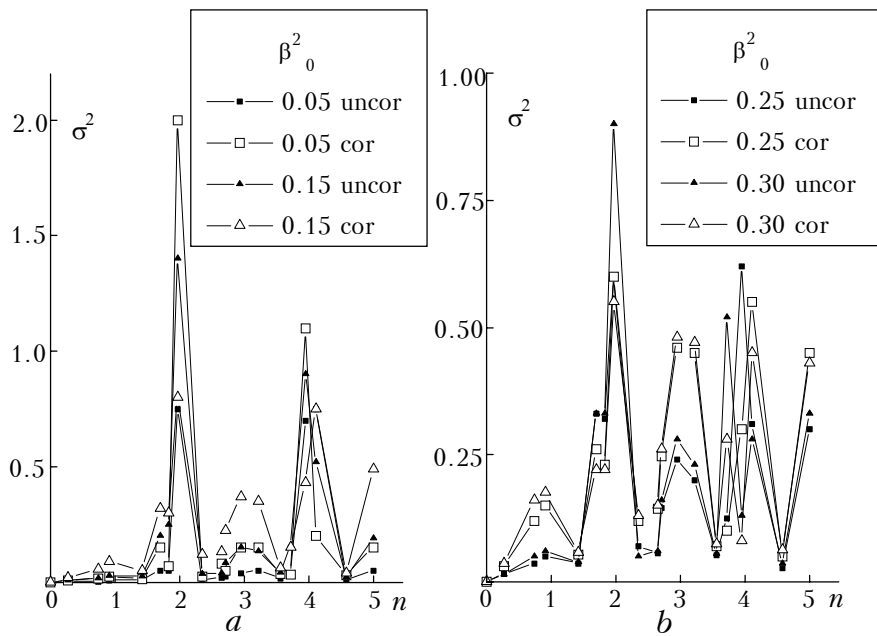 β²₀
0.05 uncor
0.05 cor
0.15 uncor
0.15 cor
σ²
2.0
1.5
1.0
0.5
0 1 2 3 4 5 n
a
β²₀
0.25 uncor
0.25 cor
0.30 uncor
0.30 cor
σ²
1.00
0.75
0.50
0.25
0 1 2 3 4 5 n
b